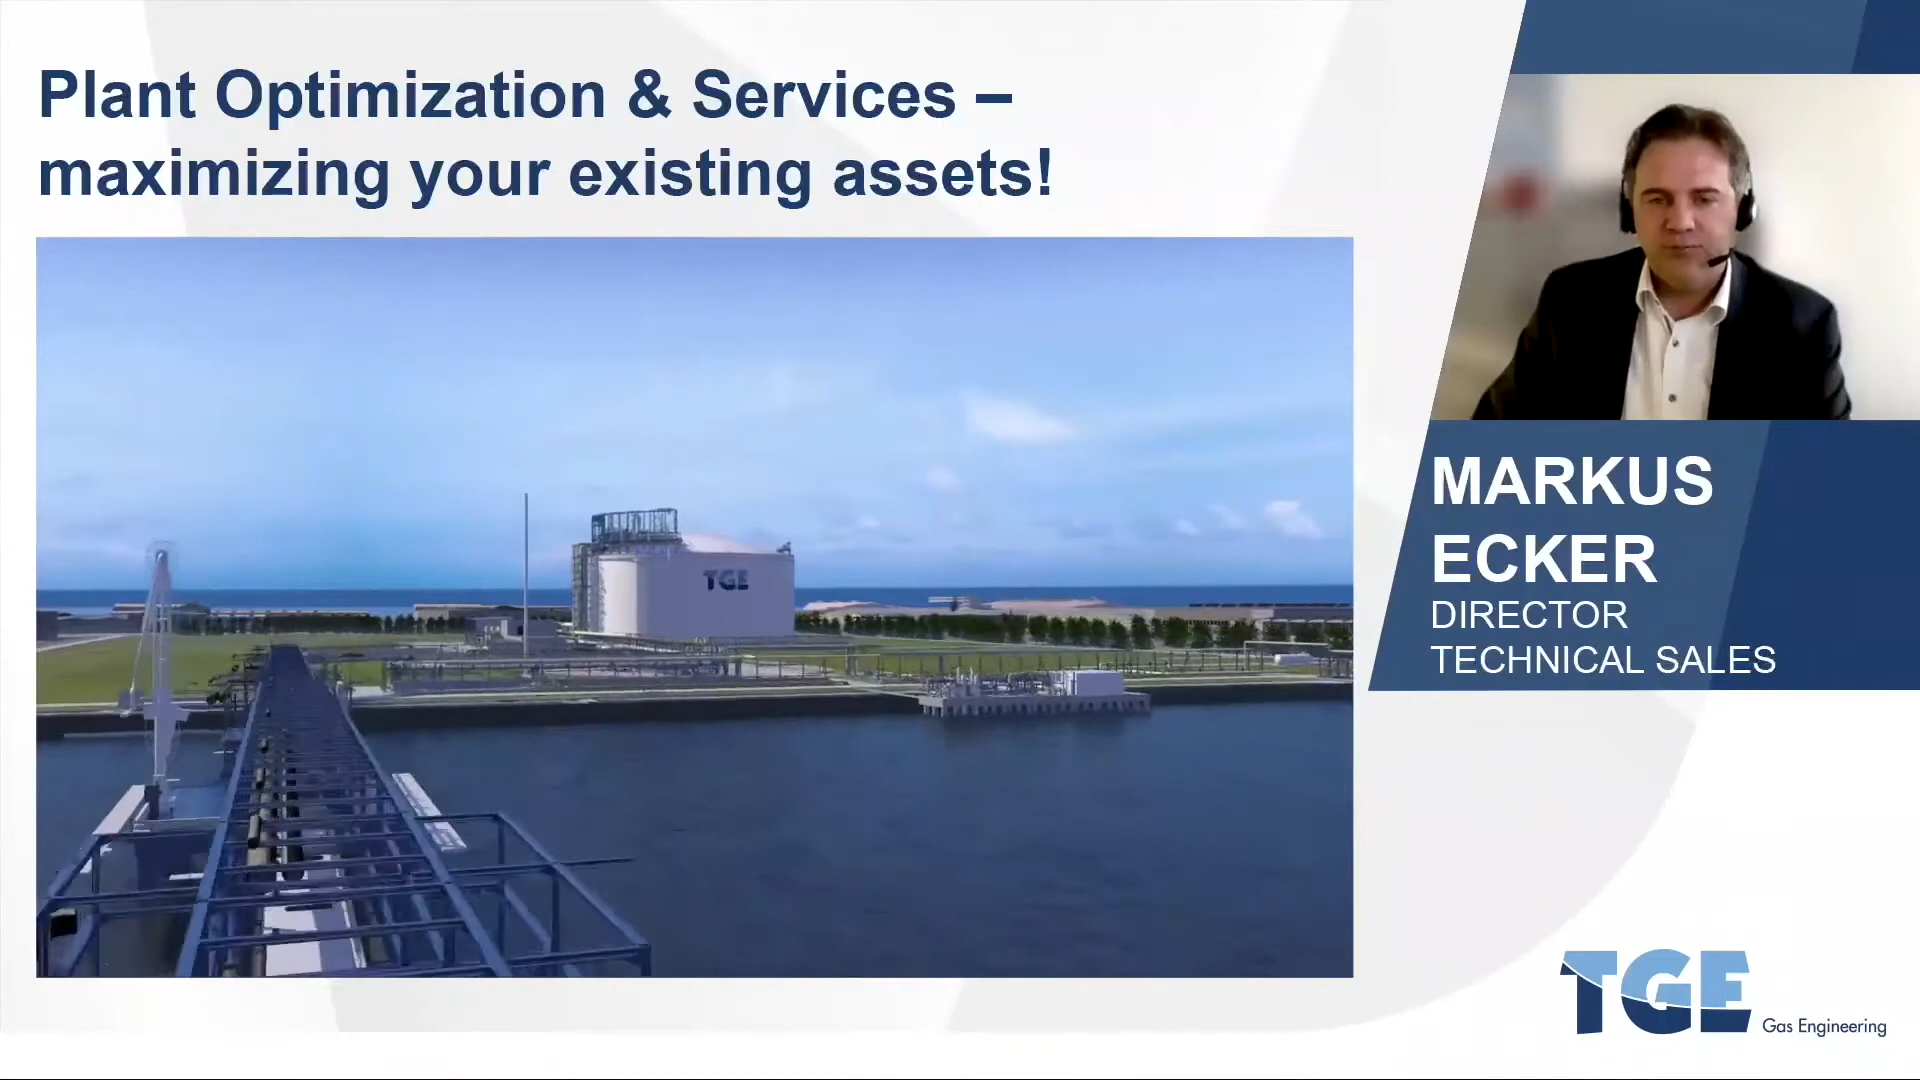 Plant Optimization & Services –
maximizing your existing assets!
TGE
MARKUS
ECKER
DIRECTOR
TECHNICAL SALES
TGE
Gas Engineering